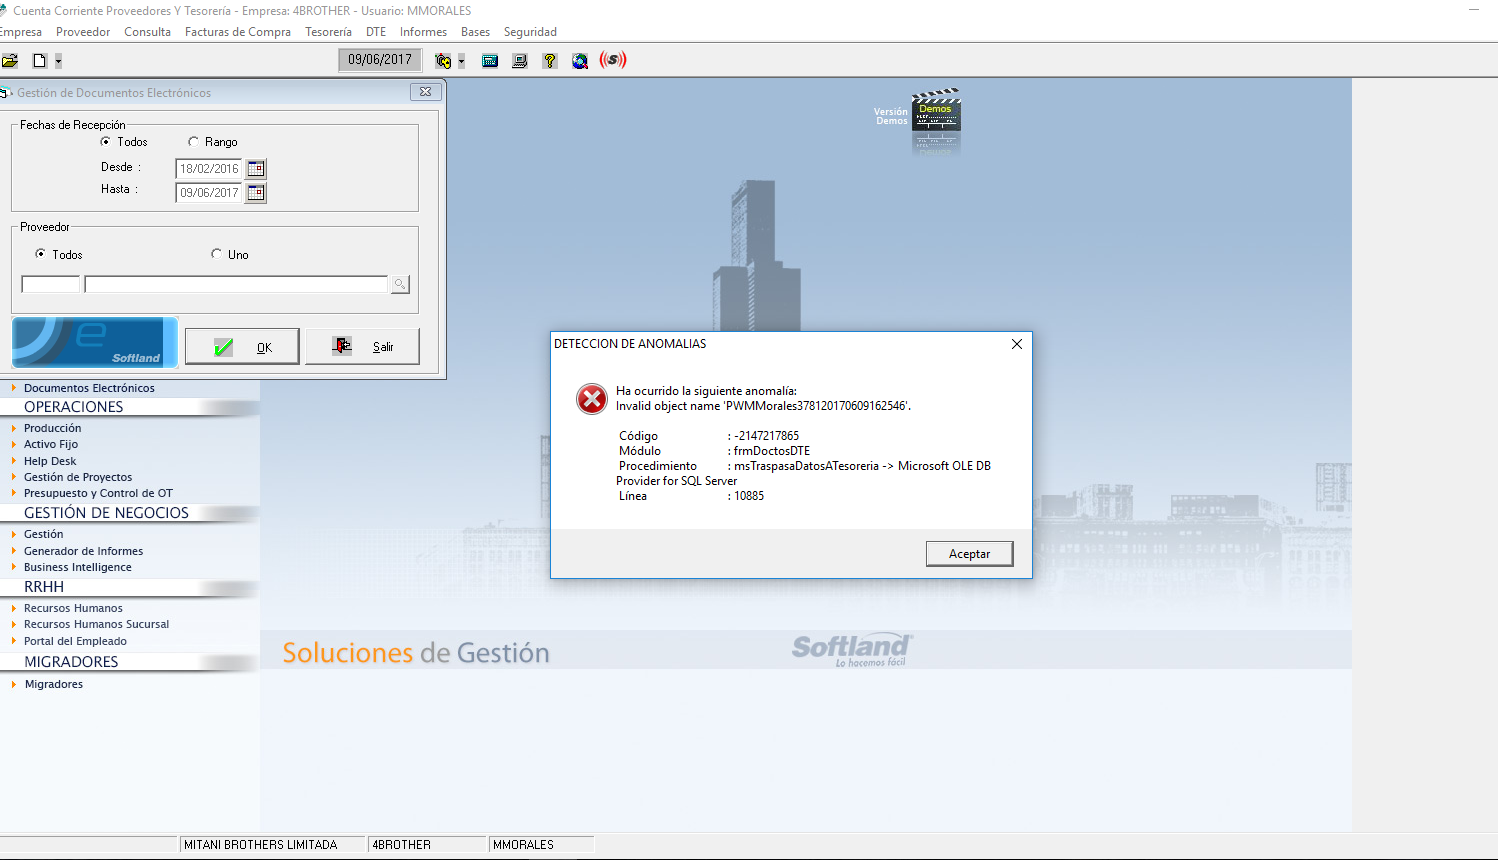 Cuenta Corriente Proveedores Y Tesorería - Empresa: 4BROTHER - Usuario: MMORALES
Empresa Proveedor Consulta Facturas de Compra Tesorería DTE Informes Bases Seguridad
09/06/2017
Gestión de Documentos Electrónicos
Fechas de Recepción
Todos Rango
Desde : 18/02/2016
Hasta : 09/06/2017
Proveedor
Todos Uno
Softland
OK Salir
Versión Demos
Demos
Documentos Electrónicos
OPERACIONES
Producción
Activo Fijo
Help Desk
Gestión de Proyectos
Presupuesto y Control de OT
GESTIÓN DE NEGOCIOS
Gestión
Generador de Informes
Business Intelligence
RRHH
Recursos Humanos
Recursos Humanos Sucursal
Portal del Empleado
MIGRADORES
Migradores
DETECCION DE ANOMALIAS
Ha ocurrido la siguiente anomalía:
Invalid object name 'PWMMorales378120170609162546'.
Código : -2147217865
Módulo : frmDoctosDTE
Procedimiento : msTraspasaDatosATesoreria -> Microsoft OLE DB
Provider for SQL Server
Línea : 10885
Aceptar
Soluciones de Gestión
Softland
Lo hacemos fácil
MITANI BROTHERS LIMITADA 4BROTHER MMORALES